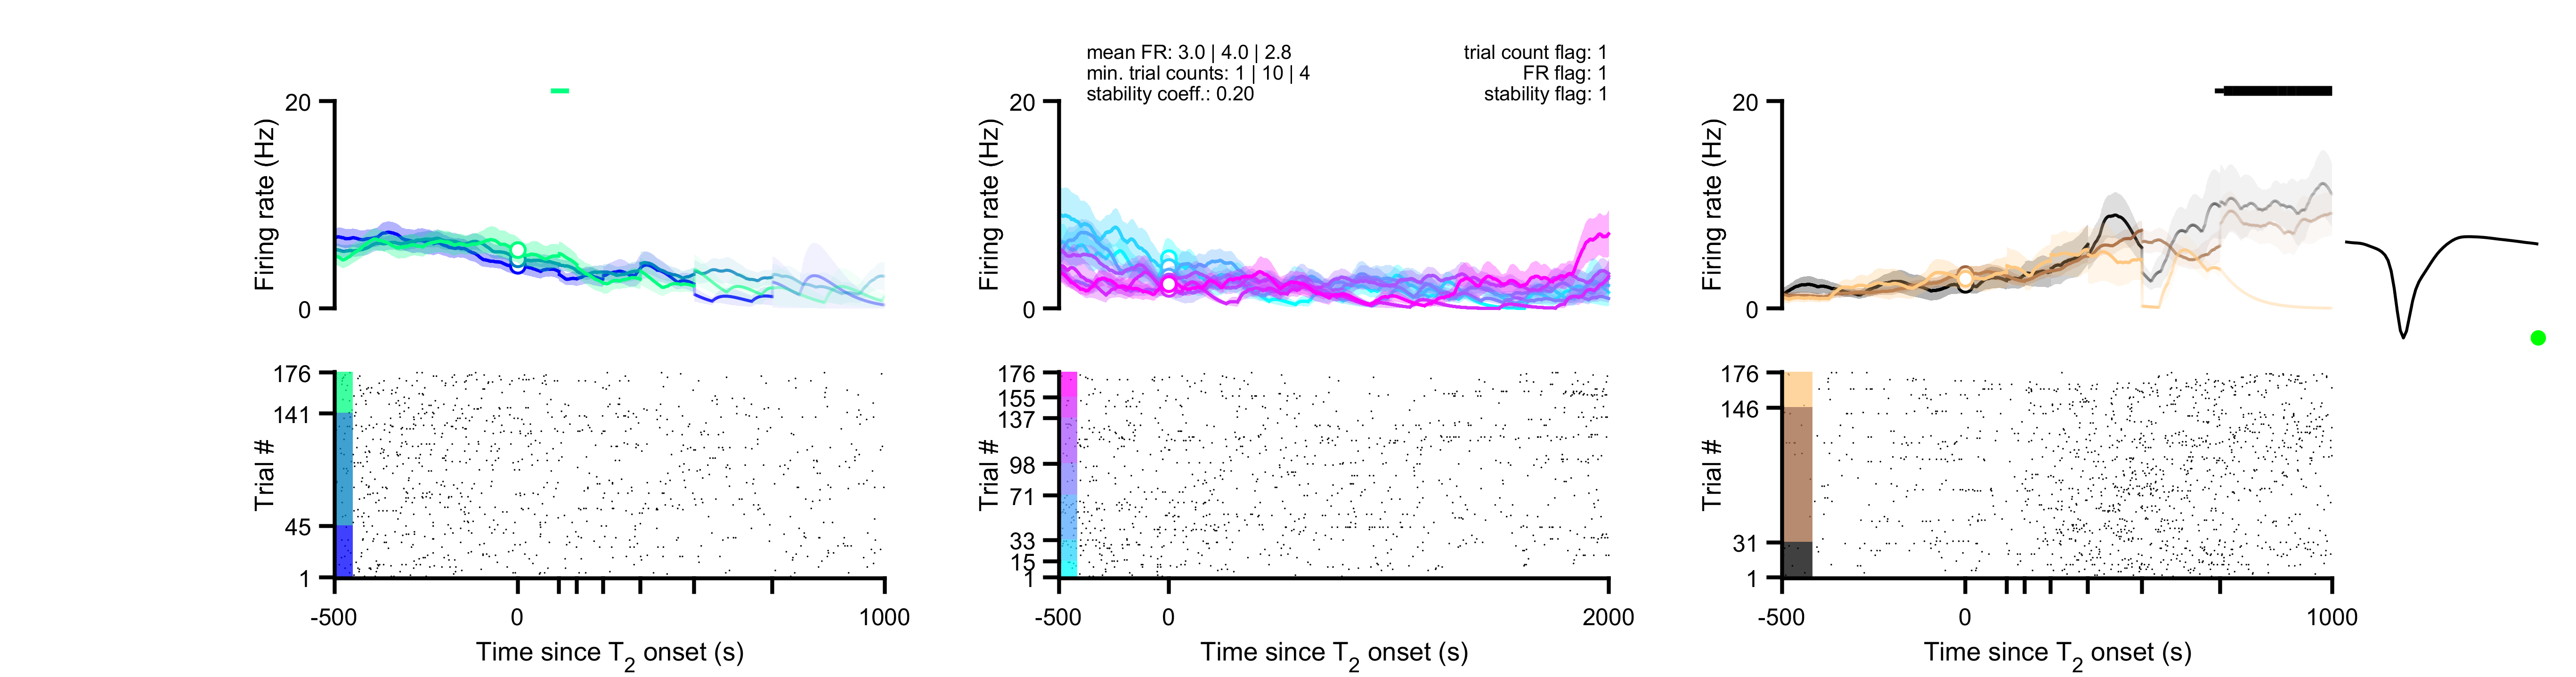 mean FR: 3.0 | 4.0 | 2.8
min. trial counts: 1 | 10 | 4
stability coeff.: 0.20
trial count flag: 1
FR flag: 1
stability flag: 1
20
0
Firing rate (Hz)
20
0
Firing rate (Hz)
20
0
Firing rate (Hz)
176
141
45
1
Trial #
-500
0
1000
Time since T2 onset (s)
176
155
137
98
71
33
15
1
Trial #
-500
0
2000
Time since T2 onset (s)
176
146
31
1
Trial #
-500
0
1000
Time since T2 onset (s)